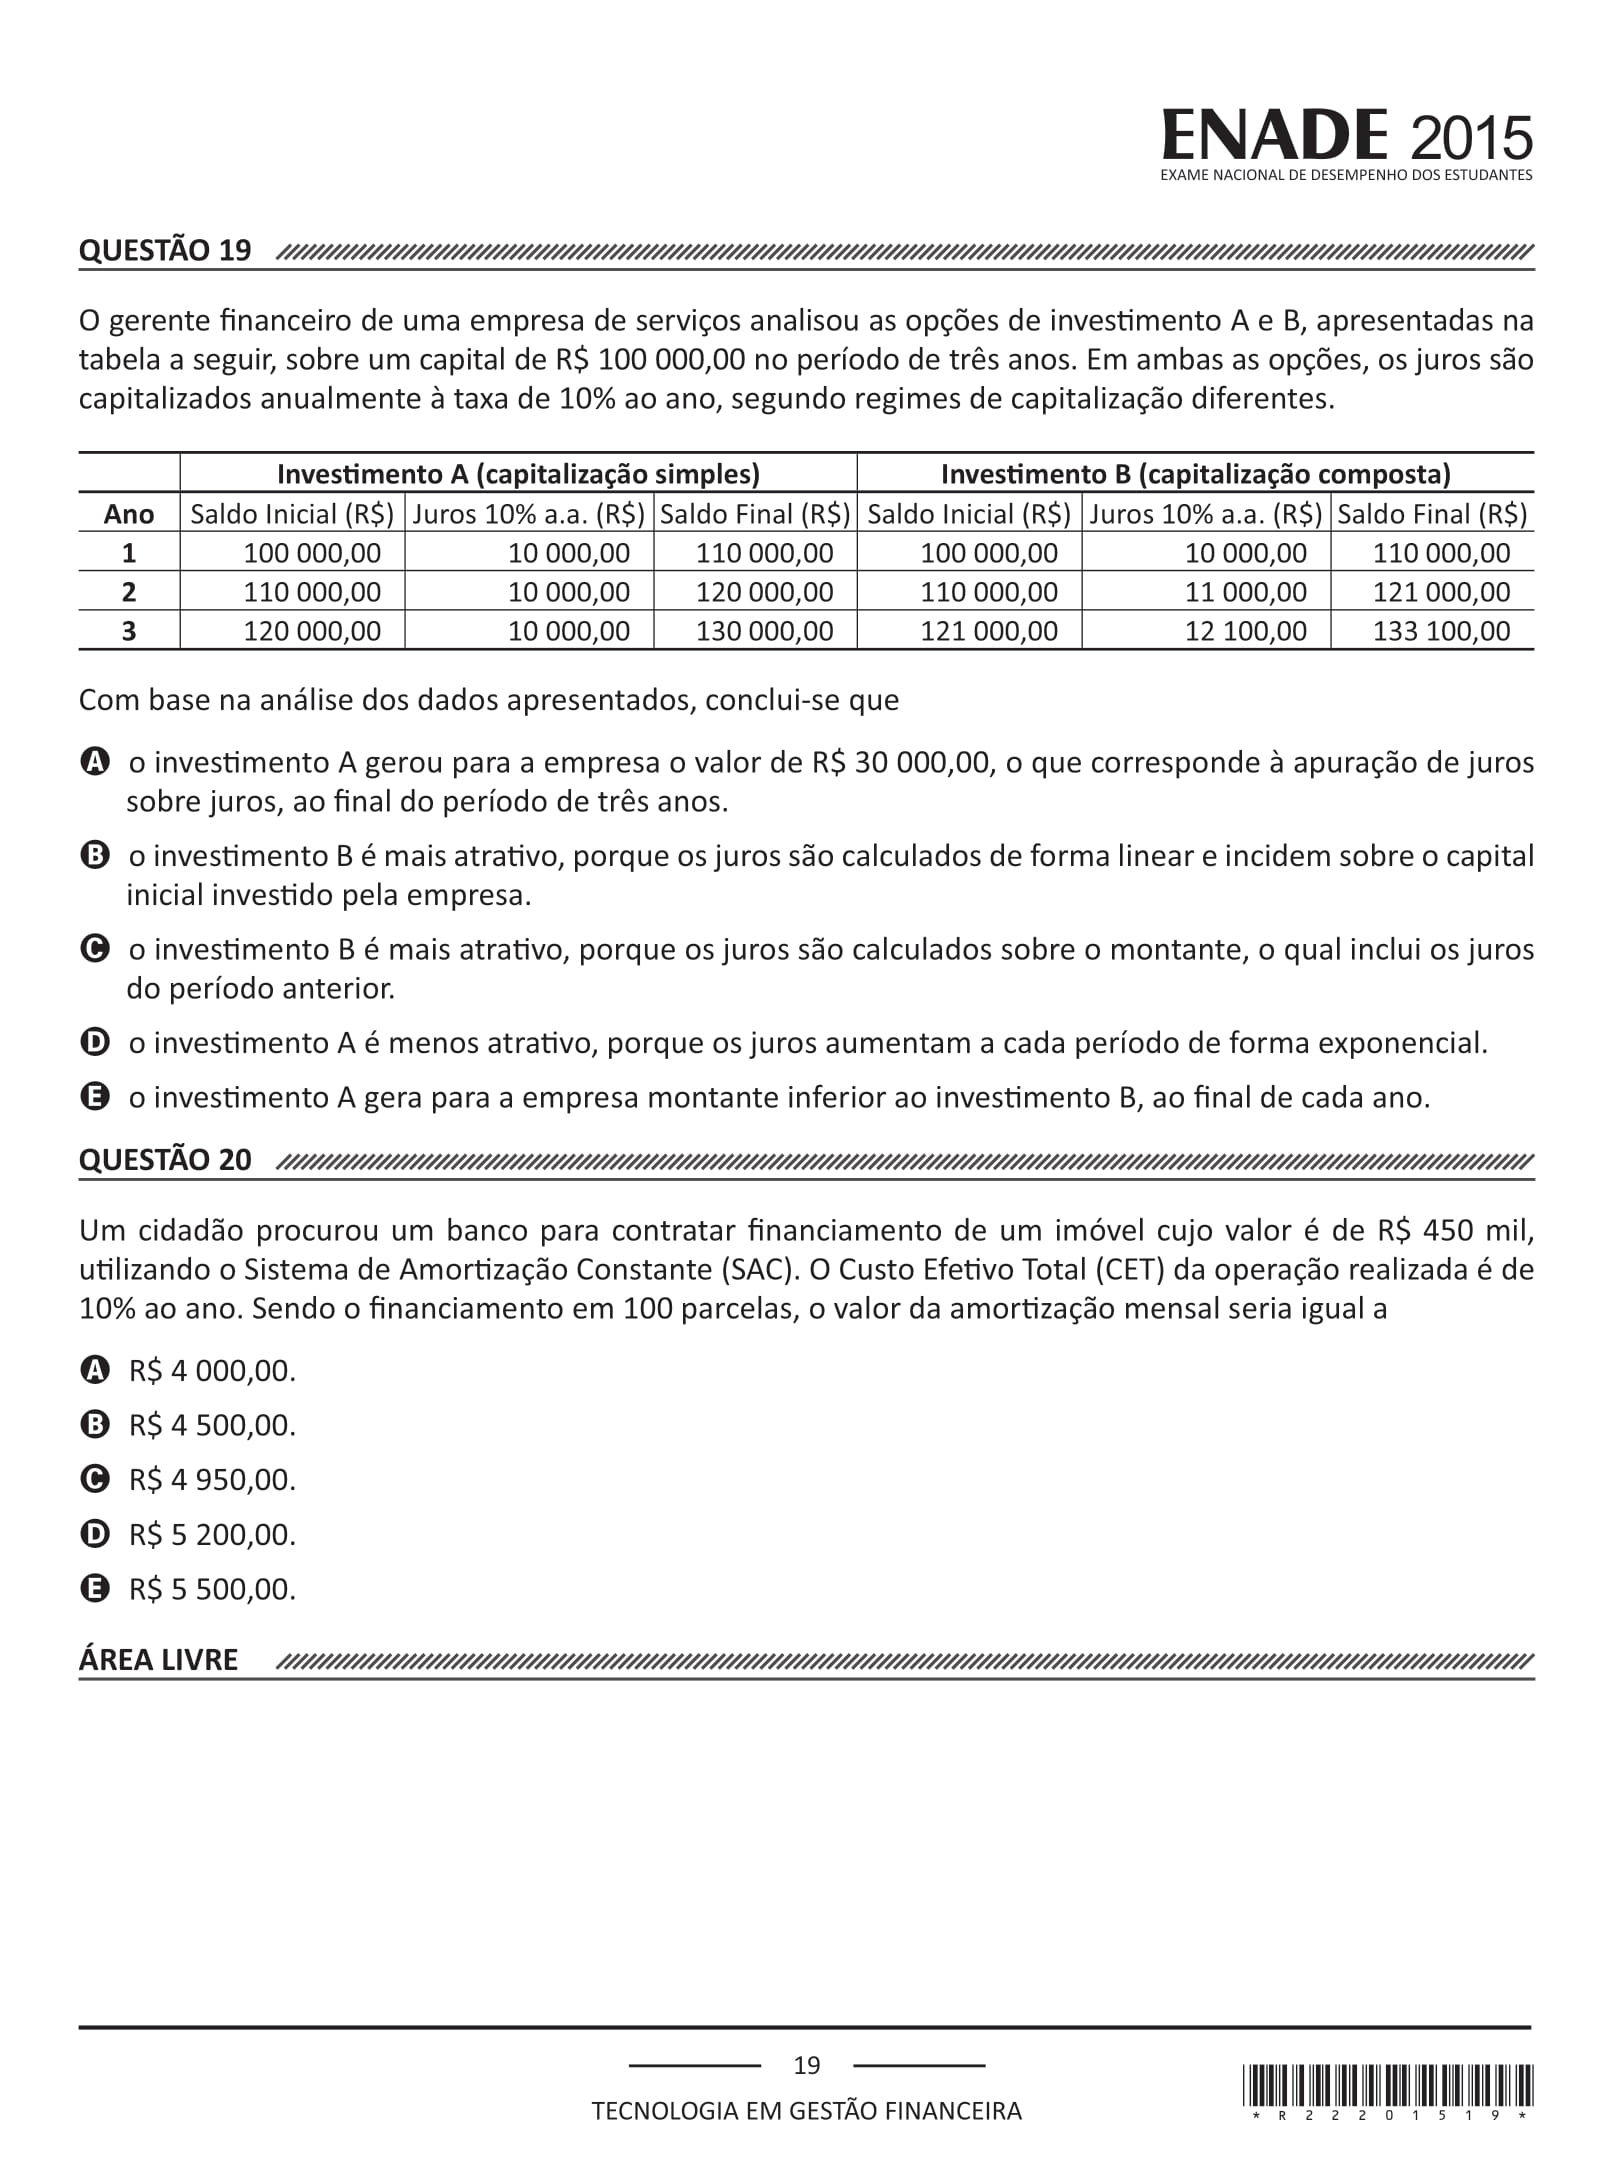 ENADE 2015
EXAME NACIONAL DE DESEMPENHO DOS ESTUDANTES
QUESTÃO 19
O gerente financeiro de uma empresa de serviços analisou as opções de investimento A e B, apresentadas na
tabela a seguir, sobre um capital de R$ 100 000,00 no período de três anos. Em ambas as opções, os juros são
capitalizados anualmente à taxa de 10% ao ano, segundo regimes de capitalização diferentes.
Investimento A (capitalização simples) Investimento B (capitalização composta)
Ano Saldo Inicial (R$) Juros 10% a.a. (R$) Saldo Final (R$) Saldo Inicial (R$) Juros 10% a.a. (R$) Saldo Final (R$)
1 100 000,00 10 000,00 110 000,00 100 000,00 10 000,00 110 000,00
2 110 000,00 10 000,00 120 000,00 110 000,00 11 000,00 121 000,00
3 120 000,00 10 000,00 130 000,00 121 000,00 12 100,00 133 100,00
Com base na análise dos dados apresentados, conclui-se que
A o investimento A gerou para a empresa o valor de R$ 30 000,00, o que corresponde à apuração de juros
sobre juros, ao final do período de três anos.
B o investimento B é mais atrativo, porque os juros são calculados de forma linear e incidem sobre o capital
inicial investido pela empresa.
C o investimento B é mais atrativo, porque os juros são calculados sobre o montante, o qual inclui os juros
do período anterior.
D o investimento A é menos atrativo, porque os juros aumentam a cada período de forma exponencial.
E o investimento A gera para a empresa montante inferior ao investimento B, ao final de cada ano.
QUESTÃO 20
Um cidadão procurou um banco para contratar financiamento de um imóvel cujo valor é de R$ 450 mil,
utilizando o Sistema de Amortização Constante (SAC). O Custo Efetivo Total (CET) da operação realizada é de
10% ao ano. Sendo o financiamento em 100 parcelas, o valor da amortização mensal seria igual a
A R$ 4 000,00.
B R$ 4 500,00.
C R$ 4 950,00.
D R$ 5 200,00.
E R$ 5 500,00.
ÁREA LIVRE
19
TECNOLOGIA EM GESTÃO FINANCEIRA
* R 2 2 2 0 1 5 1 9 *